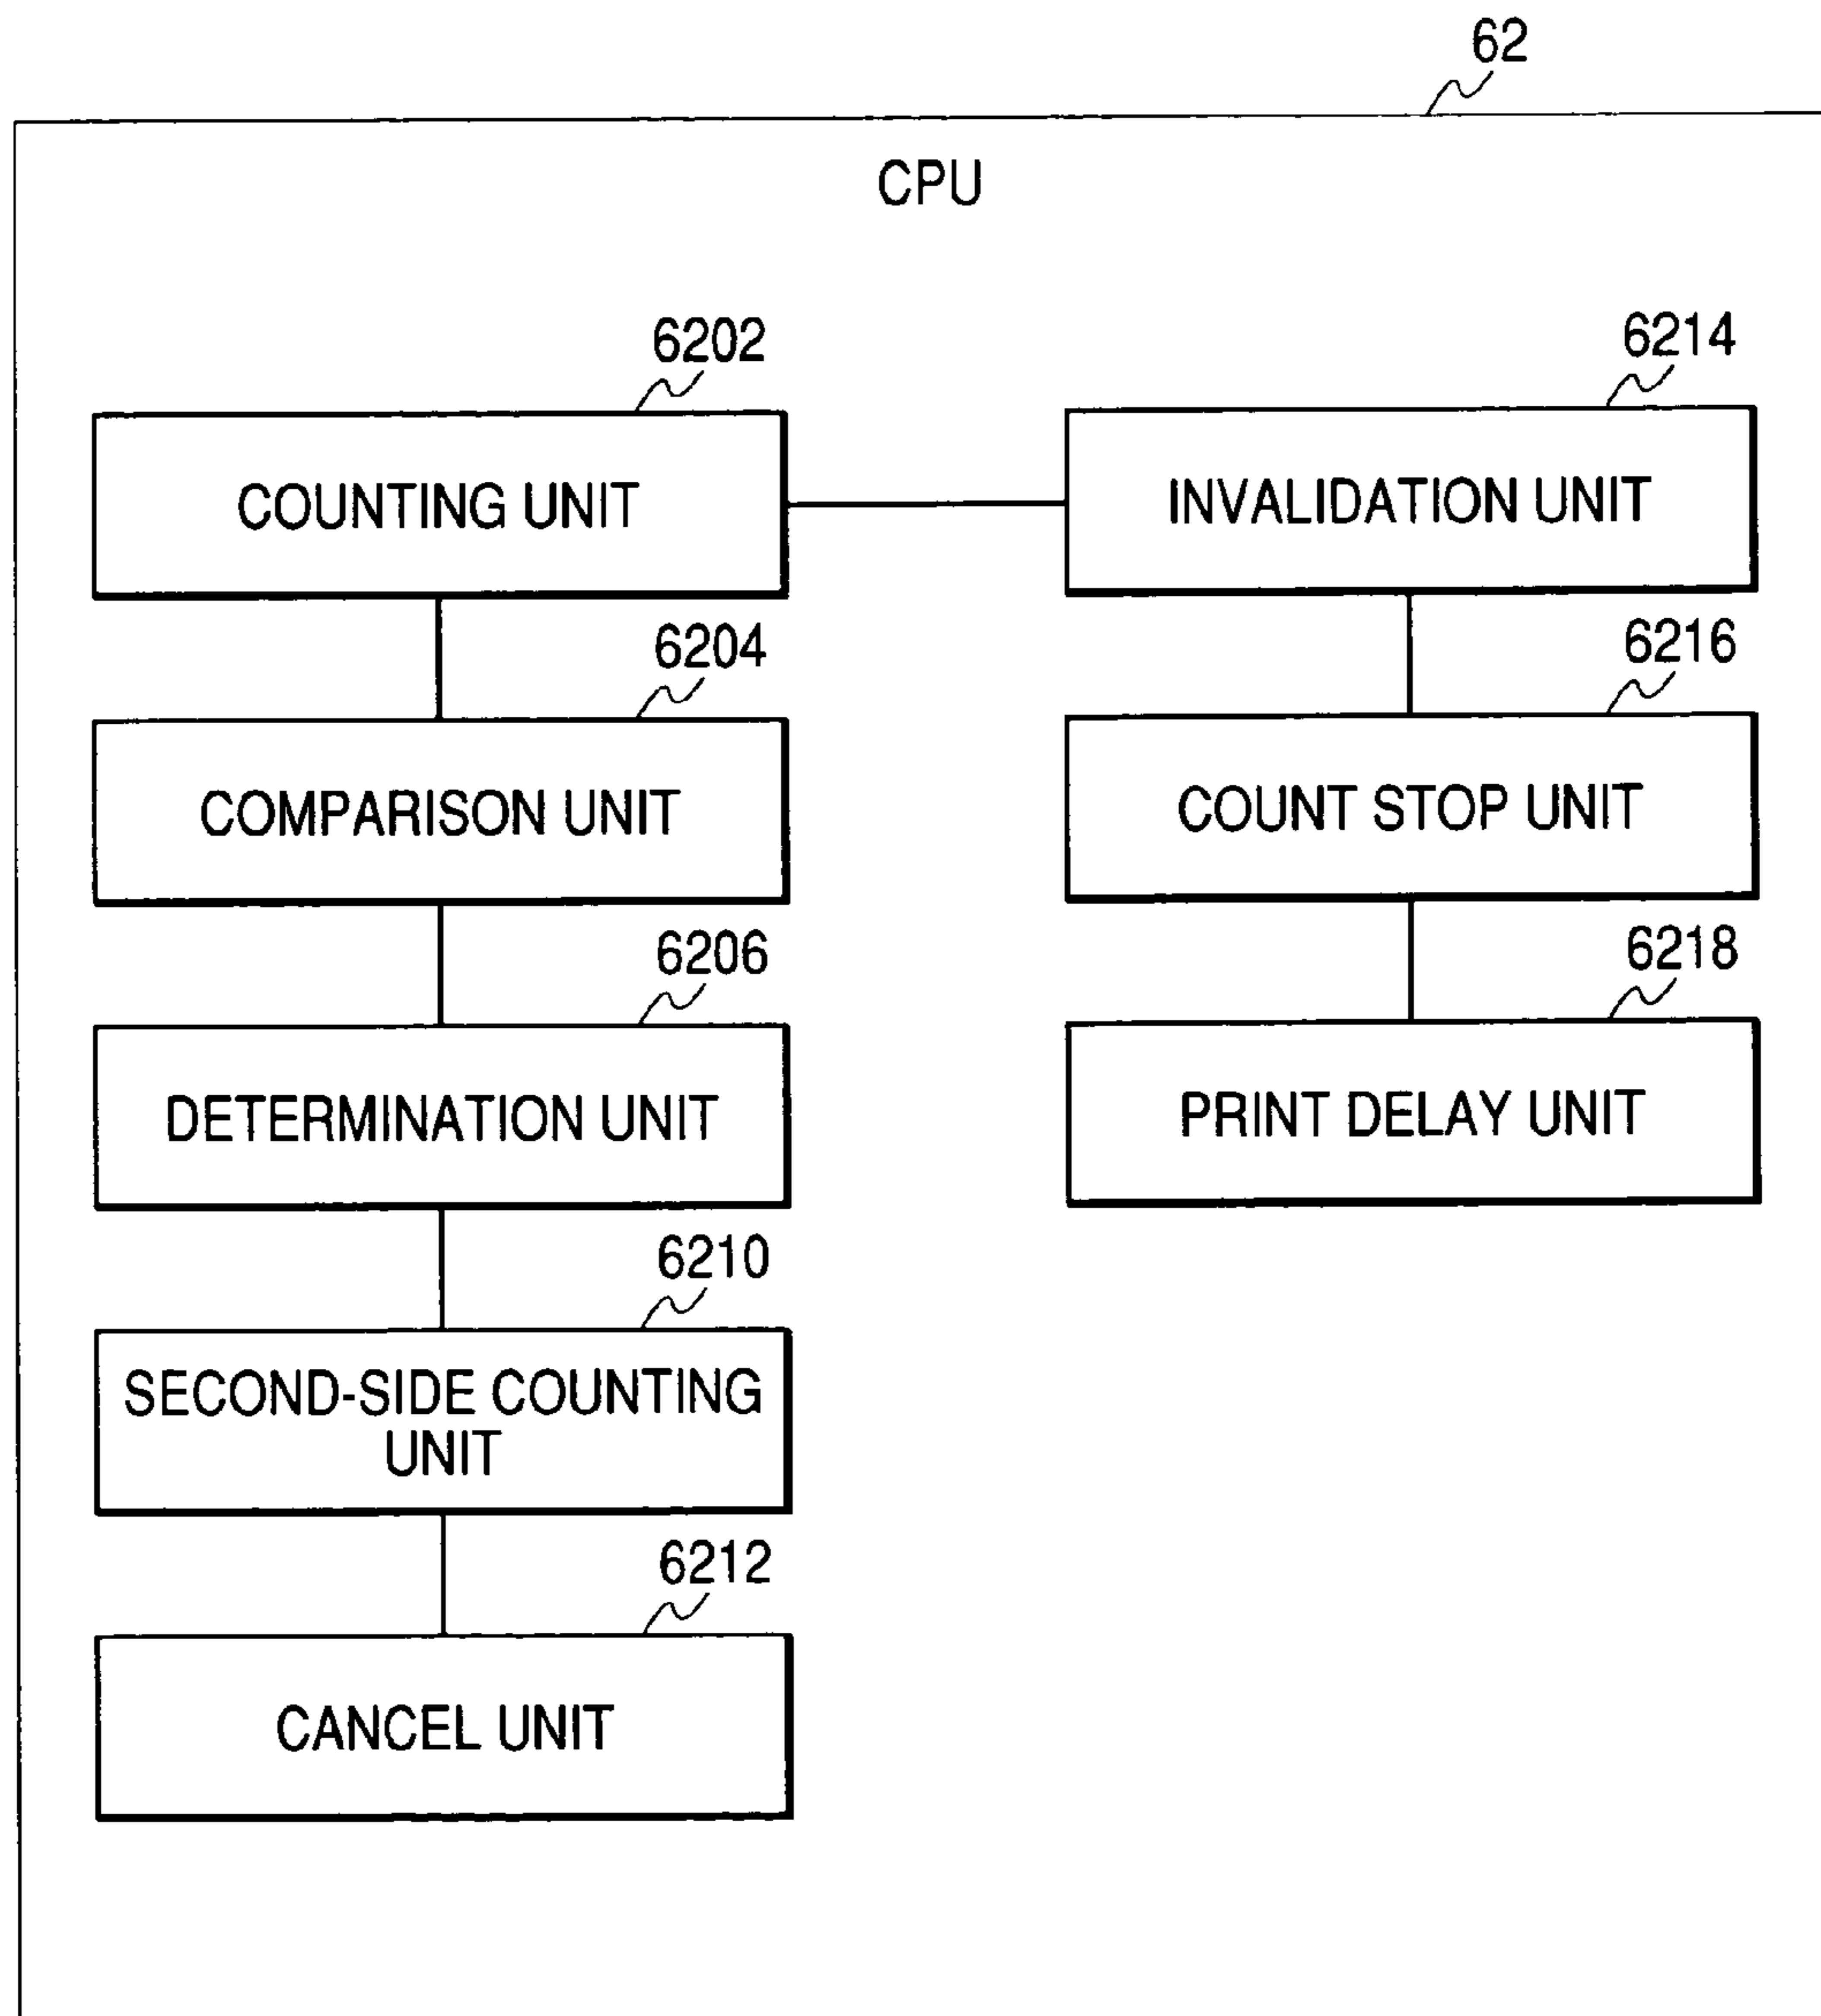 62
CPU
6202
COUNTING UNIT
6204
COMPARISON UNIT
6206
DETERMINATION UNIT
6210
SECOND-SIDE COUNTING
UNIT
6212
CANCEL UNIT
6214
INVALIDATION UNIT
6216
COUNT STOP UNIT
6218
PRINT DELAY UNIT